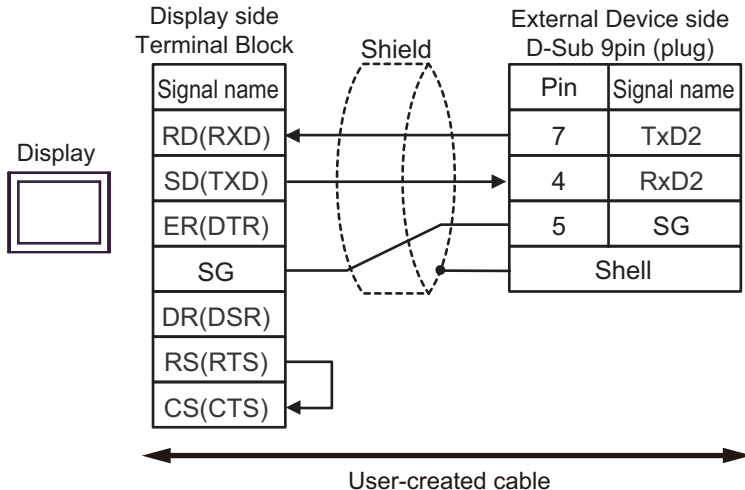 Display side
Terminal Block
Shield
External Device side
D-Sub 9pin (plug)
Display
Signal name
RD(RXD)
SD(TXD)
ER(DTR)
SG
DR(DSR)
RS(RTS)
CS(CTS)
Pin Signal name
7 TxD2
4 RxD2
5 SG
Shell
User-created cable